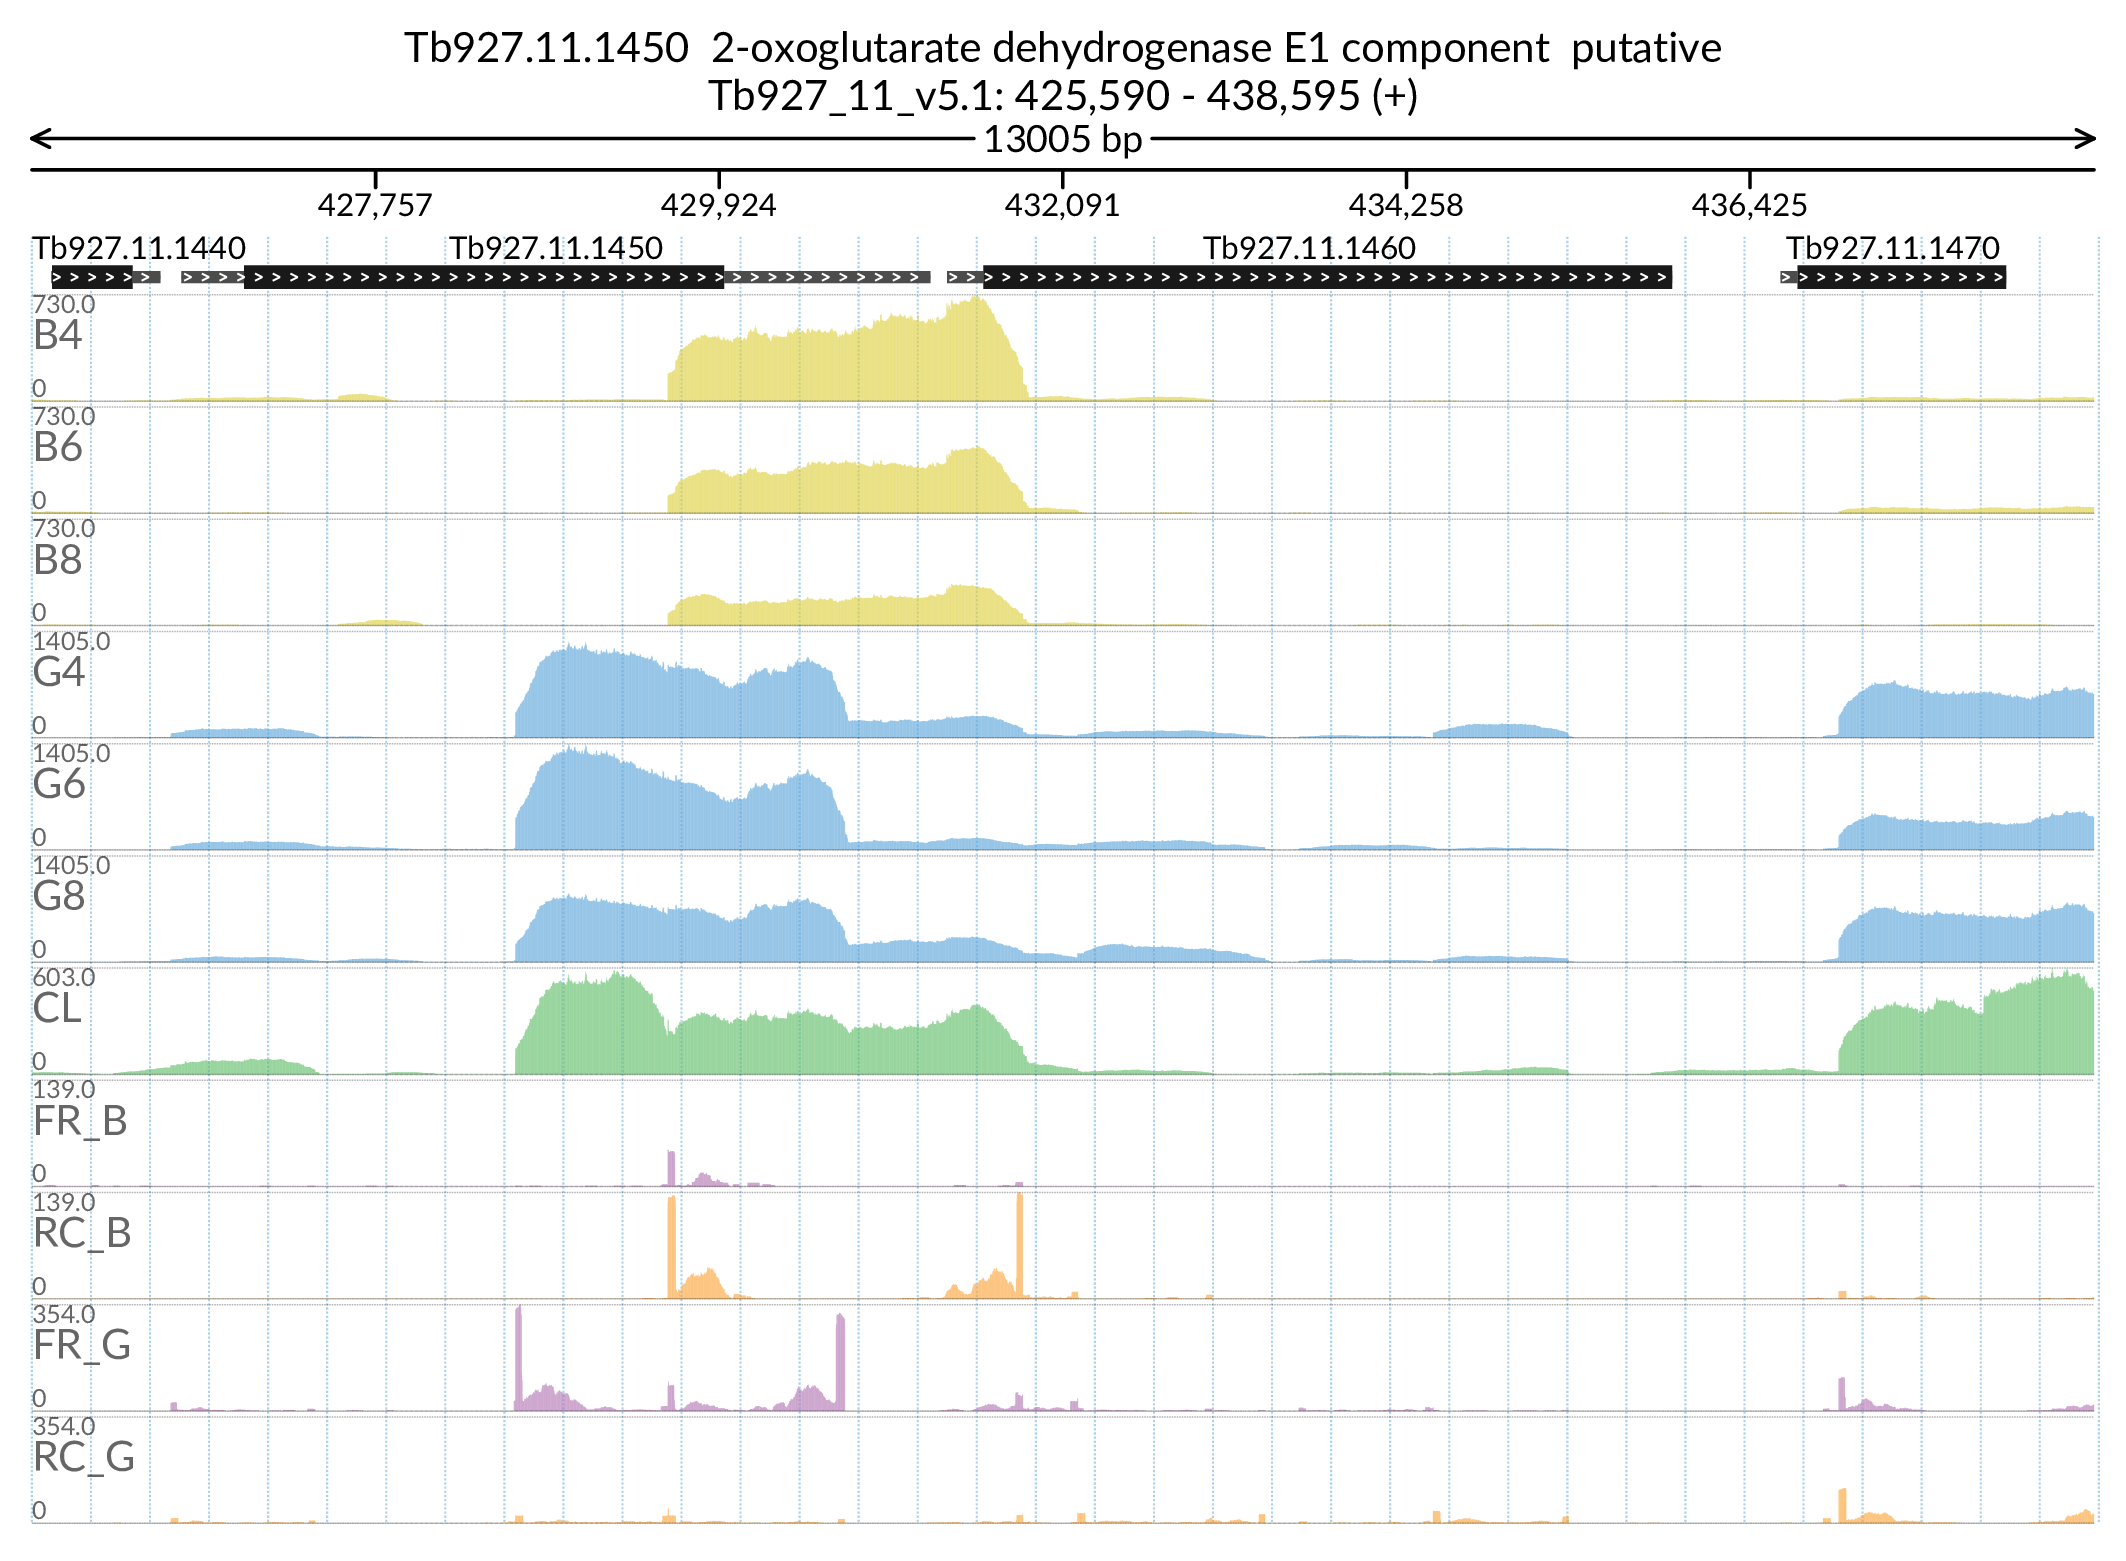 Tb927.11.1450  2-oxoglutarate dehydrogenase E1 component  putative
Tb927_11_v5.1: 425,590 - 438,595 (+)
13005 bp
427,757 429,924 432,091 434,258 436,425
Tb927.11.1440 Tb927.11.1450 Tb927.11.1460 Tb927.11.1470
730.0
B4
0
730.0
B6
0
730.0
B8
0
1405.0
G4
0
1405.0
G6
0
1405.0
G8
0
603.0
CL
0
139.0
FR_B
0
139.0
RC_B
0
354.0
FR_G
0
354.0
RC_G
0